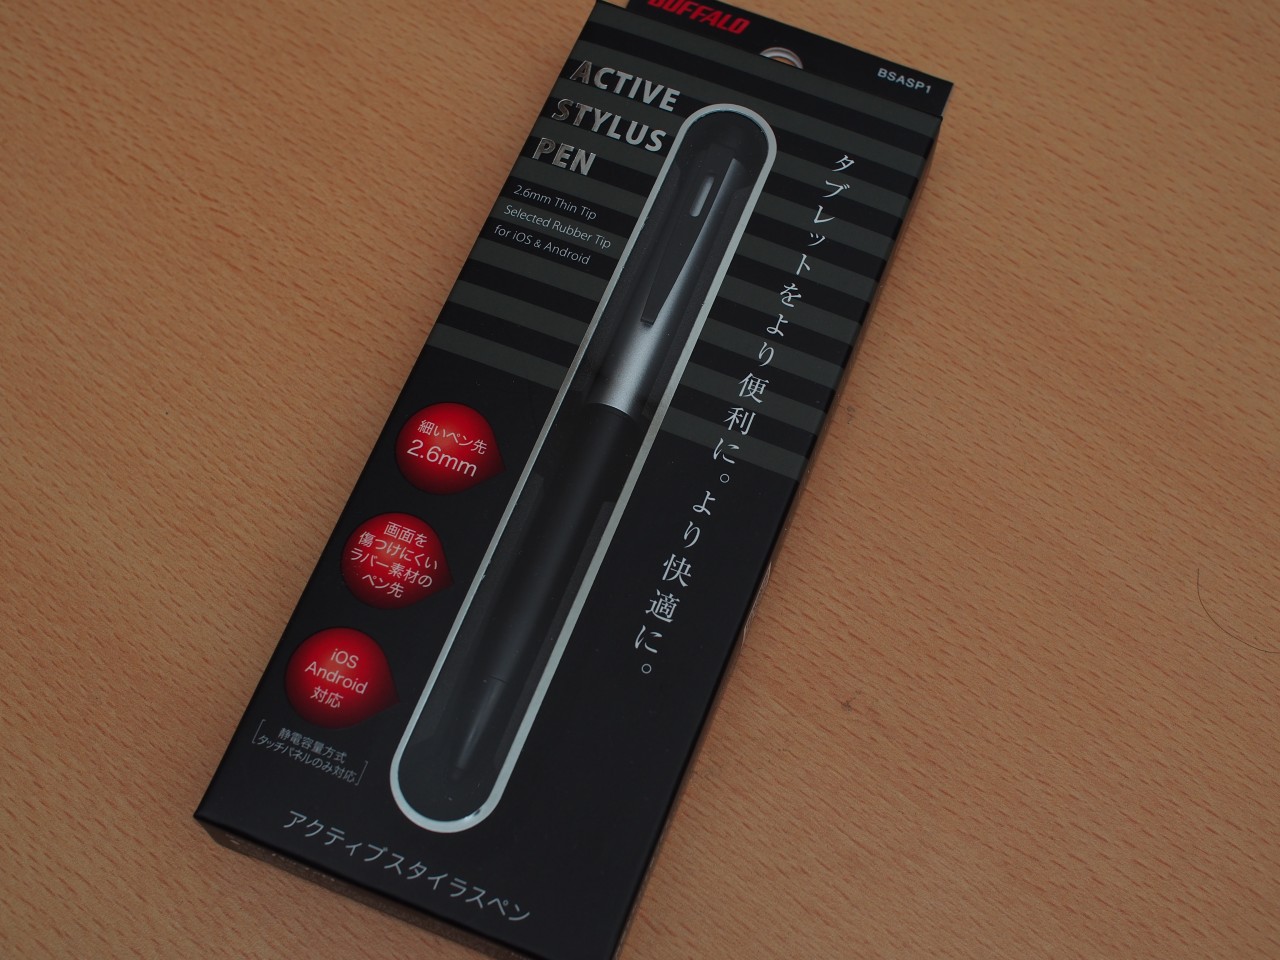 BUFFALO
BSASP1
ACTIVE
STYLUS
PEN
2.6mm Thin Tip
Selected Rubber Tip
for iOS & Android
タブレットをより便利に。より快適に。
細いペン先
2.6mm
画面を
傷つけにくい
ラバー素材の
ペン先
iOS
Android
対応
静電容量方式
タッチパネルのみ対応
アクティブスタイラスペン